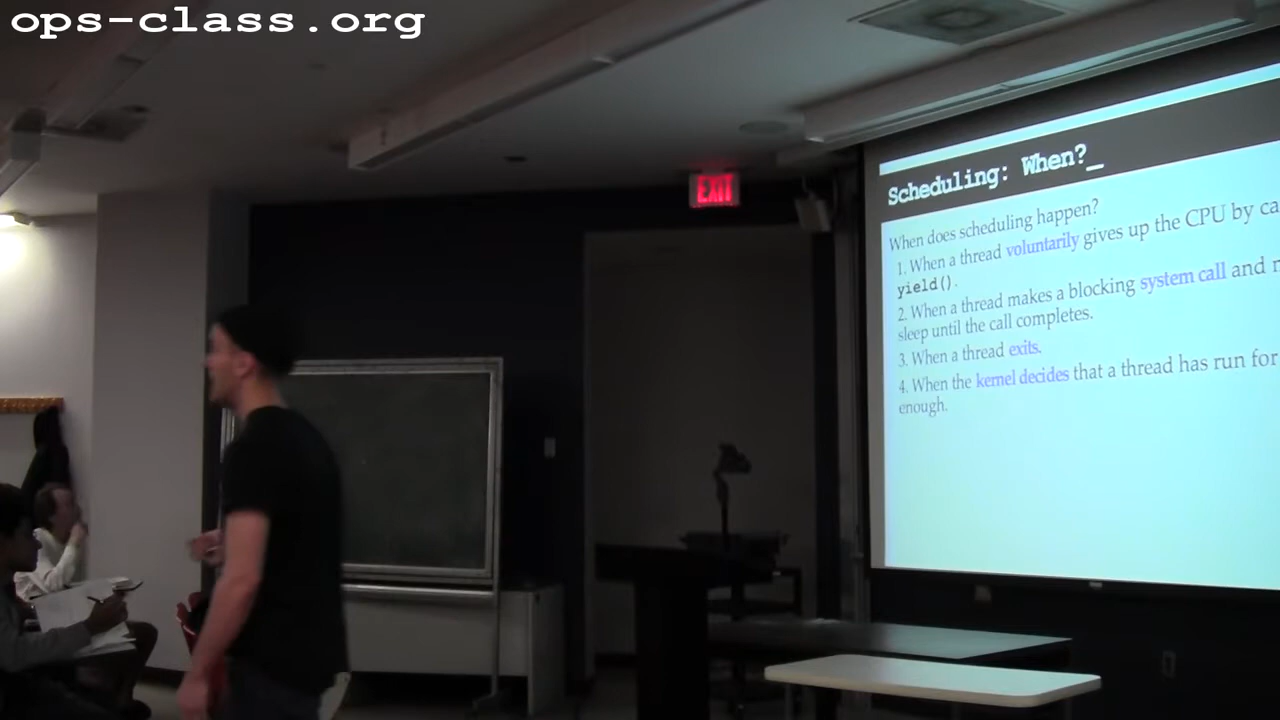 ops-class.org
EXIT
Scheduling: When?_
When does scheduling happen?
1. When a thread voluntarily gives up the CPU by ca
yield().
2. When a thread makes a blocking system call and
sleep until the call completes.
3. When a thread exits.
4. When the kernel decides that a thread has run for
enough.